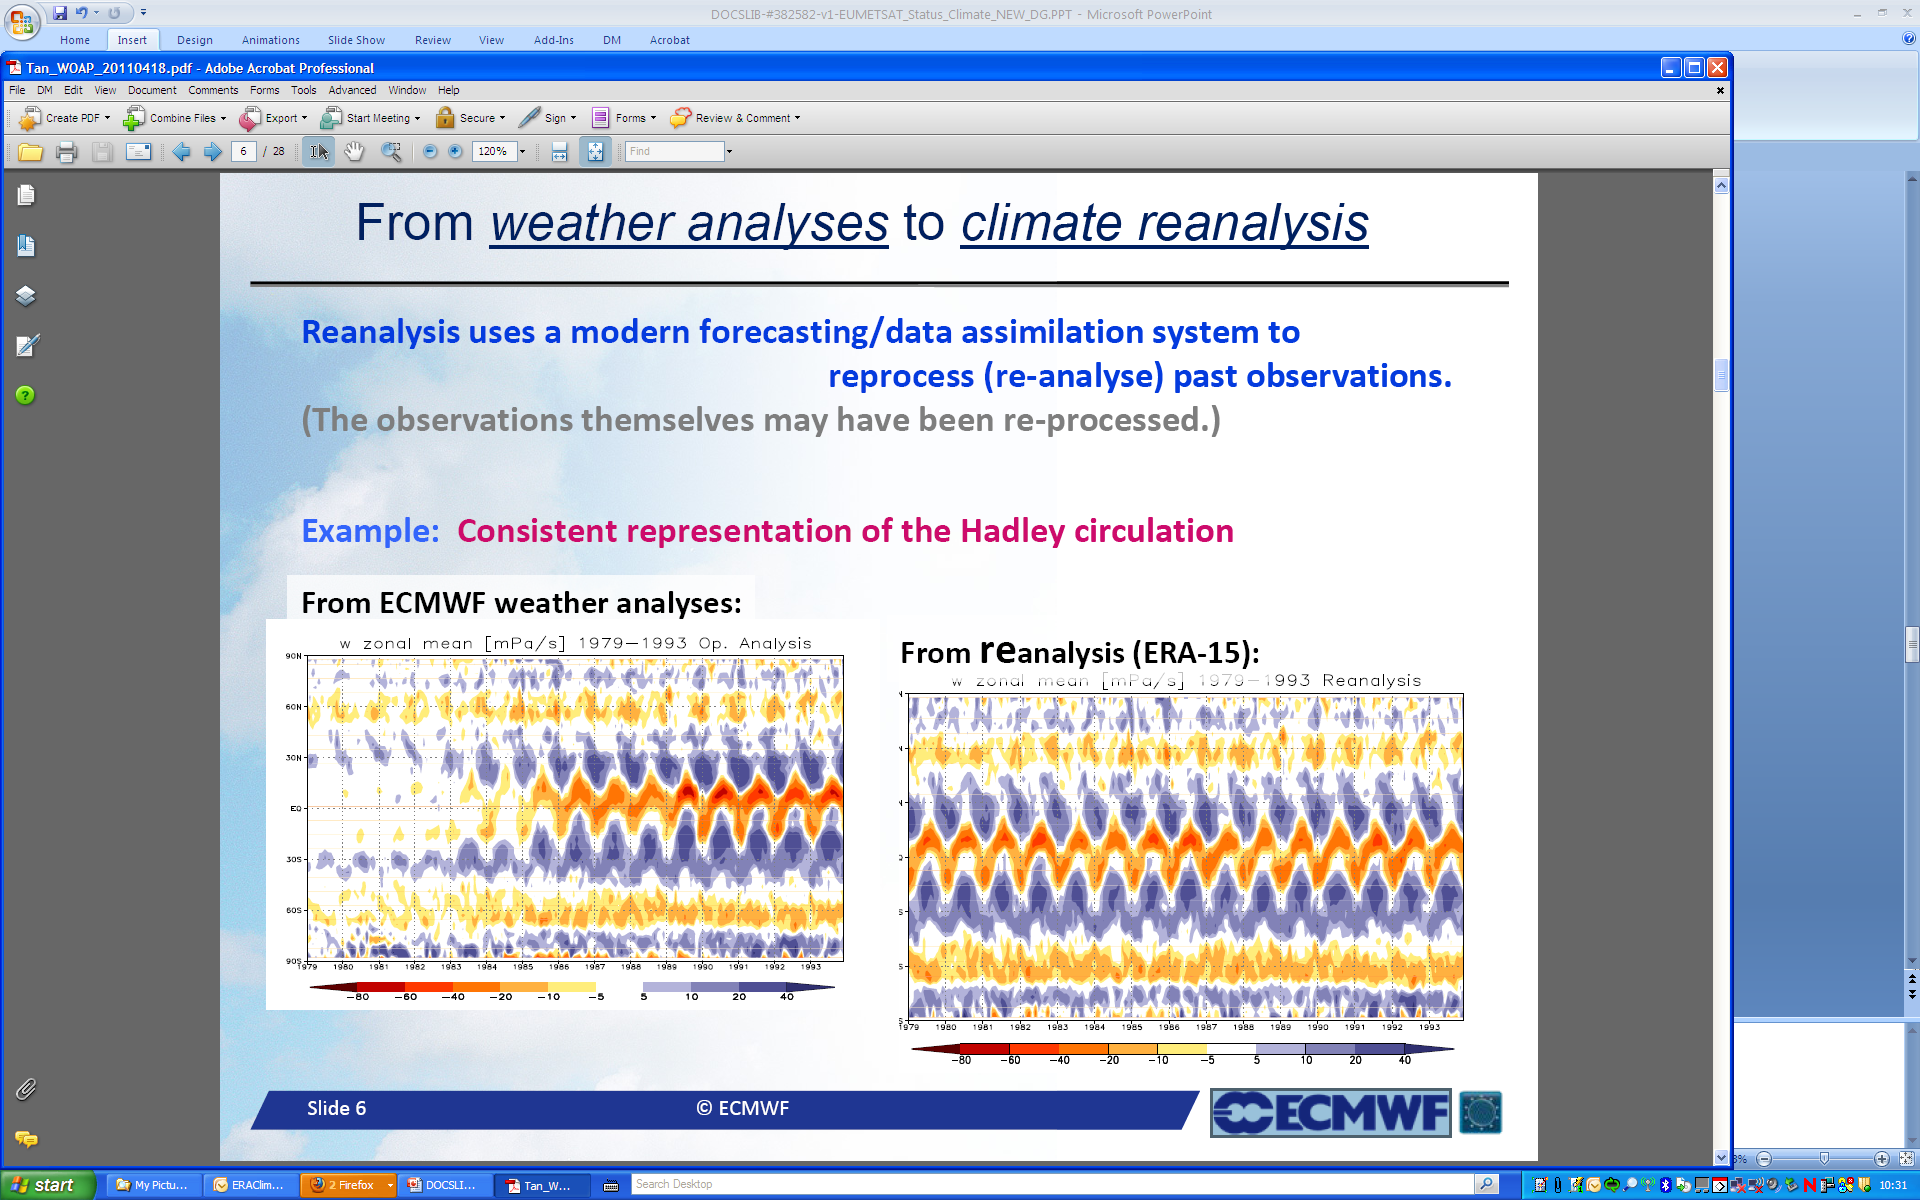 DOCSLIB-#382582-v1-EUMETSAT_Status_Climate_NEW_DG.PPT - Microsoft PowerPoint
Home Insert Design Animations Slide Show Review View Add-Ins DM Acrobat
Tan_WOAP_20110418.pdf - Adobe Acrobat Professional
File DM Edit View Document Comments Forms Tools Advanced Window Help
Create PDF Combine Files Export Start Meeting Secure Sign Forms Review & Comment
6 / 28 120% Find
From weather analyses to climate reanalysis
Reanalysis uses a modern forecasting/data assimilation system to
reprocess (re-analyse) past observations.
(The observations themselves may have been re-processed.)
Example: Consistent representation of the Hadley circulation
From ECMWF weather analyses:
w zonal mean [mPa/s] 1979-1993 Op. Analysis
90N
60N
30N
EQ
30S
60S
90S
1979 1980 1981 1982 1983 1984 1985 1986 1987 1988 1989 1990 1991 1992 1993
-80 -60 -40 -20 -10 -5 5 10 20 40
From reanalysis (ERA-15):
w zonal mean [mPa/s] 1979-1993 Reanalysis
1979 1980 1981 1982 1983 1984 1985 1986 1987 1988 1989 1990 1991 1992 1993
-80 -60 -40 -20 -10 -5 5 10 20 40
Slide 6 © ECMWF ECMWF
start My Pictu... ERAClim... 2 Firefox DOCSLI... Tan_W... Search Desktop 10:31